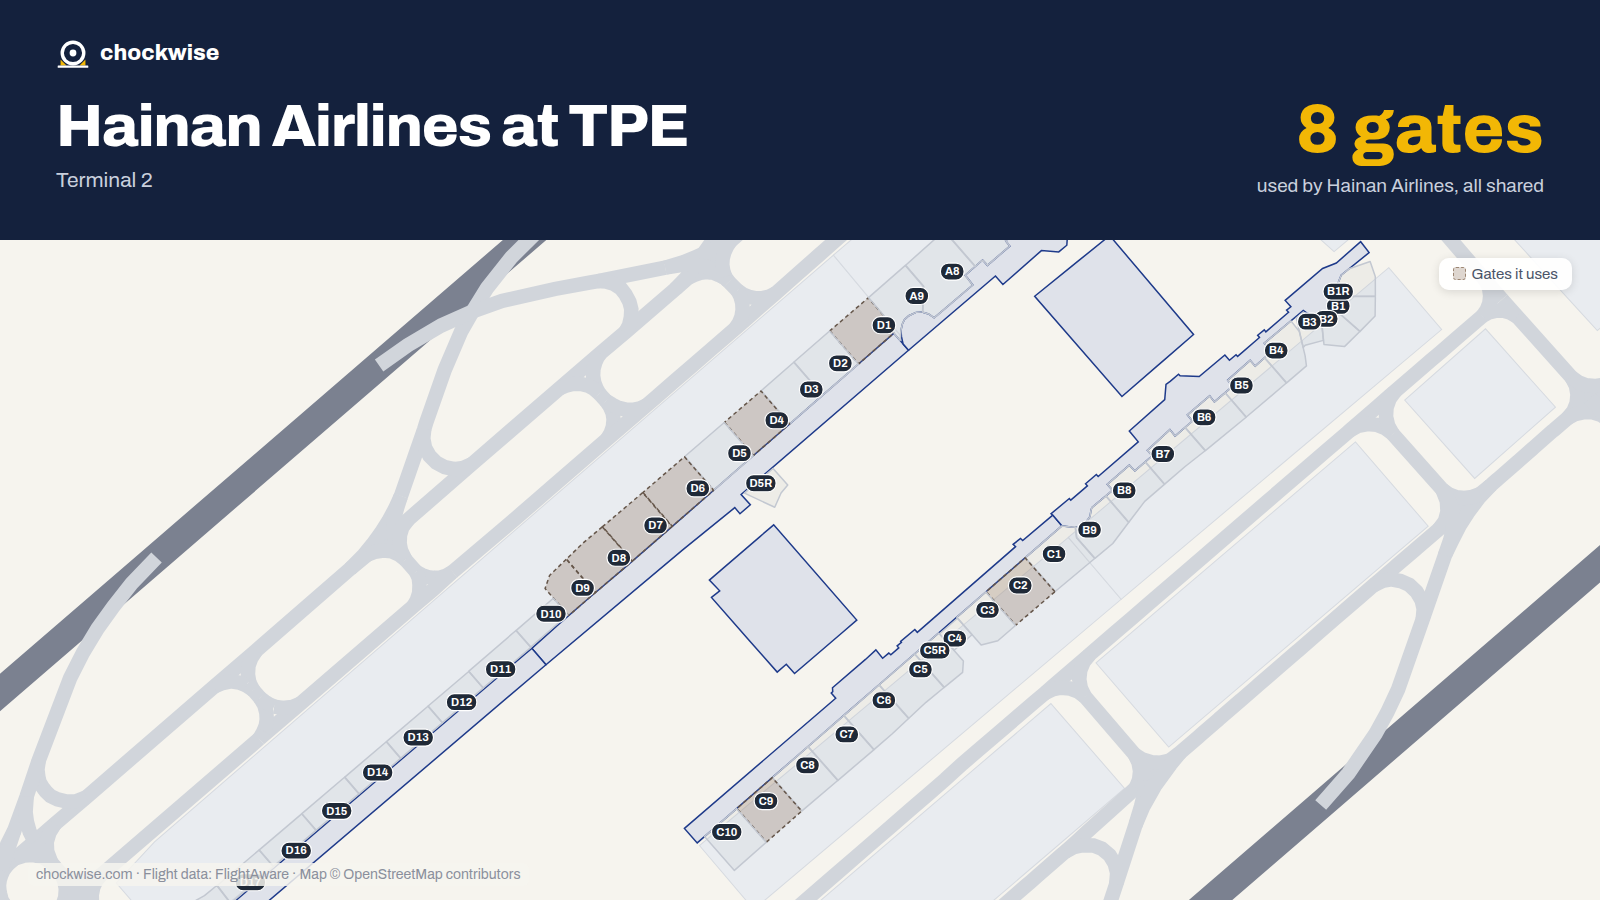 chockwise
Hainan Airlines at TPE
Terminal 2
8 gates
used by Hainan Airlines, all shared
Gates it uses
A8
A9
D1
D2
D3
D4
D5
D5R
D6
D7
D8
D9
D10
D11
D12
D13
D14
D15
D16
B1R
B1
B2
B3
B4
B5
B6
B7
B8
B9
C1
C2
C3
C4
C5R
C5
C6
C7
C8
C9
C10
chockwise.com · Flight data: FlightAware · Map © OpenStreetMap contributors